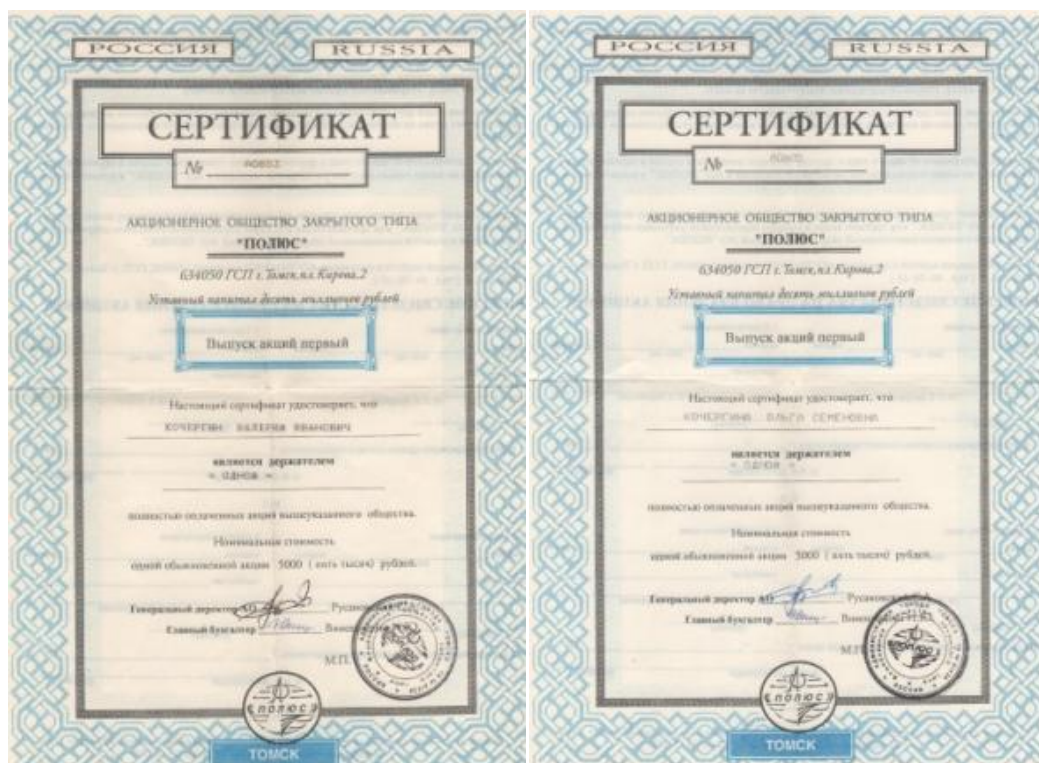 РОССИЯ RUSSIA
СЕРТИФИКАТ
№
АКЦИОНЕРНОЕ ОБЩЕСТВО ЗАКРЫТОГО ТИПА
"ПОЛЮС"
634050 ГСП г. Томск, пл. Кирова, 2
Уставный капитал десять миллионов рублей
Выпуск акций первый
Настоящий сертификат удостоверяет, что
КОЧЕРГИН ВАЛЕРИЙ ИВАНОВИЧ
является держателем
= ОДНОЙ =
полностью оплаченных акций вышеуказанного общества.
Номинальная стоимость
одной обыкновенной акции 5000 ( пять тысяч) рублей.
Генеральный директор АО
Главный бухгалтер
М.П.
ПОЛЮС
ТОМСК
РОССИЯ RUSSIA
СЕРТИФИКАТ
№
АКЦИОНЕРНОЕ ОБЩЕСТВО ЗАКРЫТОГО ТИПА
"ПОЛЮС"
634050 ГСП г. Томск, пл. Кирова, 2
Уставный капитал десять миллионов рублей
Выпуск акций первый
Настоящий сертификат удостоверяет, что
КОЧЕРГИНА ОЛЬГА СЕМЕНОВНА
является держателем
= ОДНОЙ =
полностью оплаченных акций вышеуказанного общества.
Номинальная стоимость
одной обыкновенной акции 5000 ( пять тысяч) рублей.
Генеральный директор АО
Главный бухгалтер
М.П.
ПОЛЮС
ТОМСК